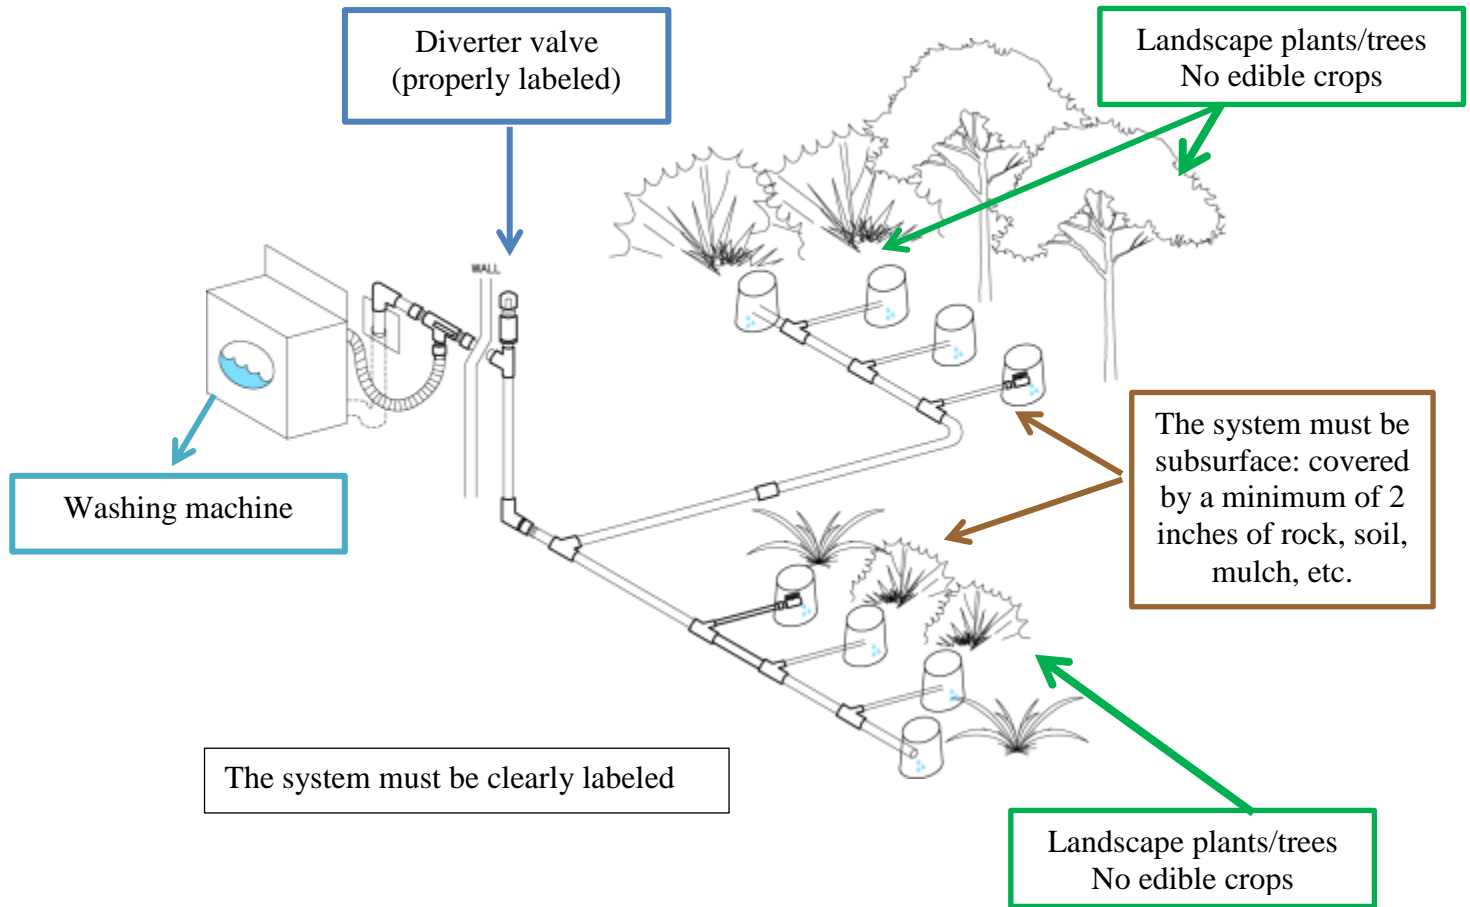 Diverter valve
(properly labeled)
Landscape plants/trees
No edible crops
WALL
Washing machine
The system must be
subsurface: covered
by a minimum of 2
inches of rock, soil,
mulch, etc.
The system must be clearly labeled
Landscape plants/trees
No edible crops